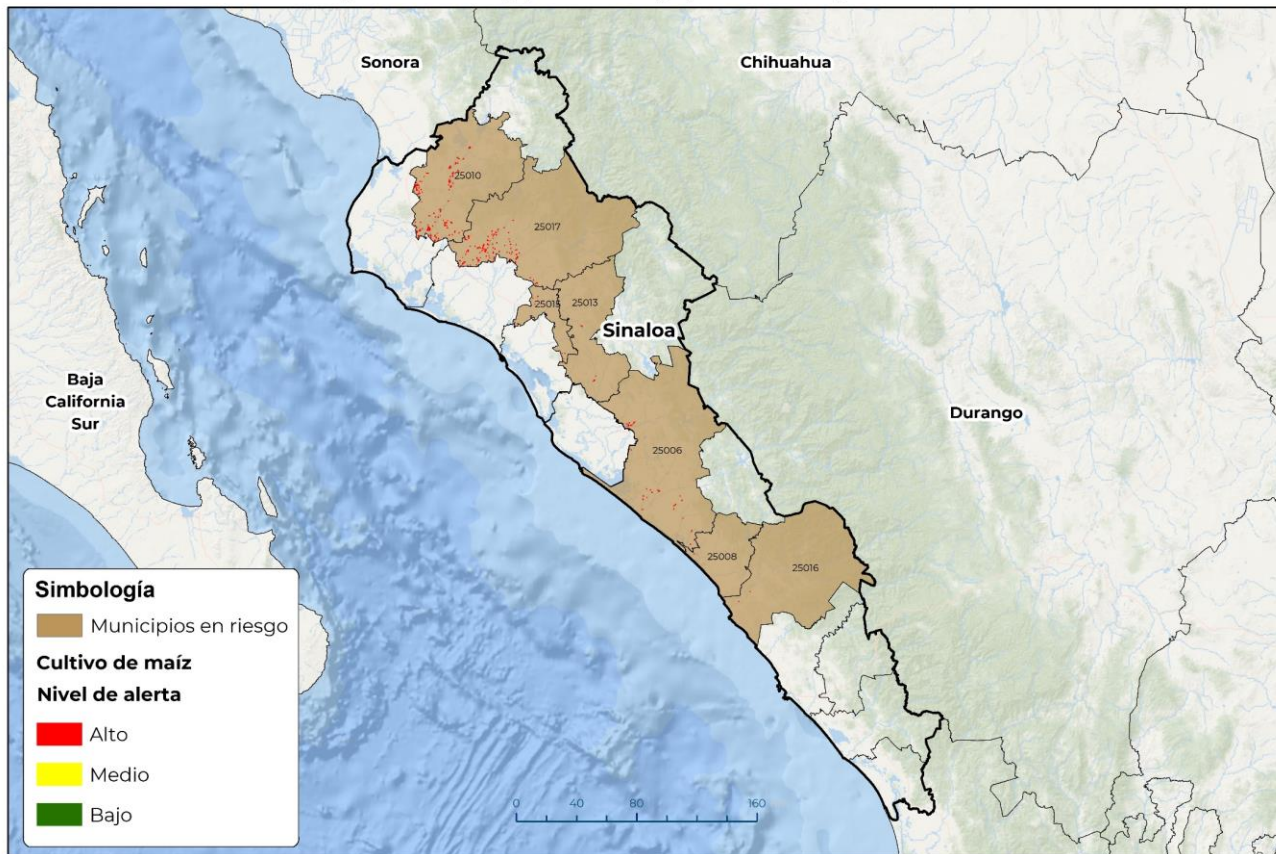 Sonora
Chihuahua
25010
25017
25015
25013
Sinaloa
Baja
California
Sur
Durango
25006
25008
25016
Simbología
Municipios en riesgo
Cultivo de maíz
Nivel de alerta
Alto
Medio
Bajo
0 40 80 160